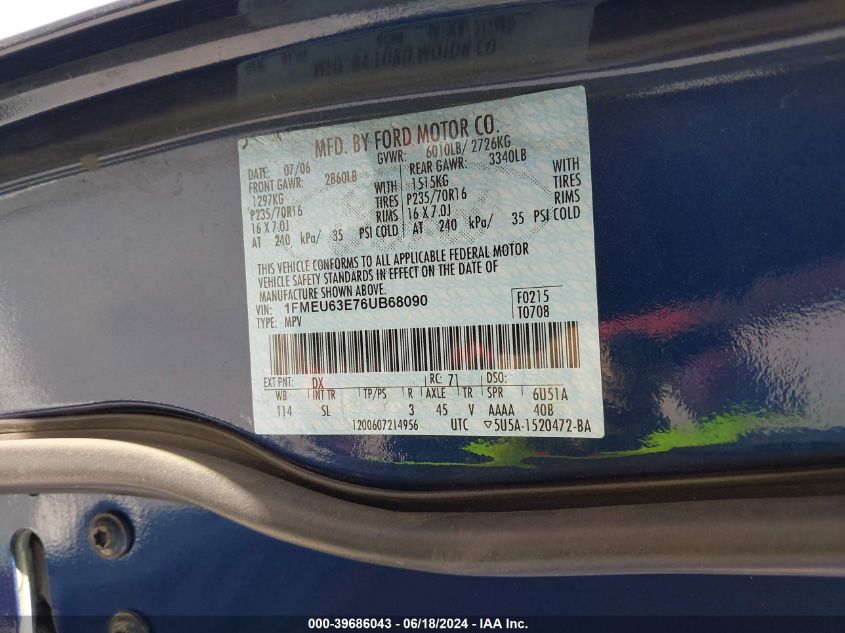 MFD. BY FORD MOTOR CO.
DATE: 07/06 GVWR: 6010LB/ 2726KG
FRONT GAWR: 2860LB REAR GAWR: 3340LB
1297KG WITH 1515KG WITH
P235/70R16 TIRES P235/70R16 TIRES
16 X 7.0J RIMS 16 X 7.0J RIMS
AT 240 kPa/ 35 PSI COLD AT 240 kPa/ 35 PSI COLD
THIS VEHICLE CONFORMS TO ALL APPLICABLE FEDERAL MOTOR
VEHICLE SAFETY STANDARDS IN EFFECT ON THE DATE OF
MANUFACTURE SHOWN ABOVE.
VIN: 1FMEU63E76UB68090 F0215
TYPE: MPV T0708
EXT PNT: DX RC: 71 DSO:
WB INT TR TP/PS R AXLE TR SPR 6U51A
114 SL 3 45 V AAAA 40B
1200607214956 UTC 5U5A-1520472-BA
000-39686043 / 06/18/2024 - IAA Inc.